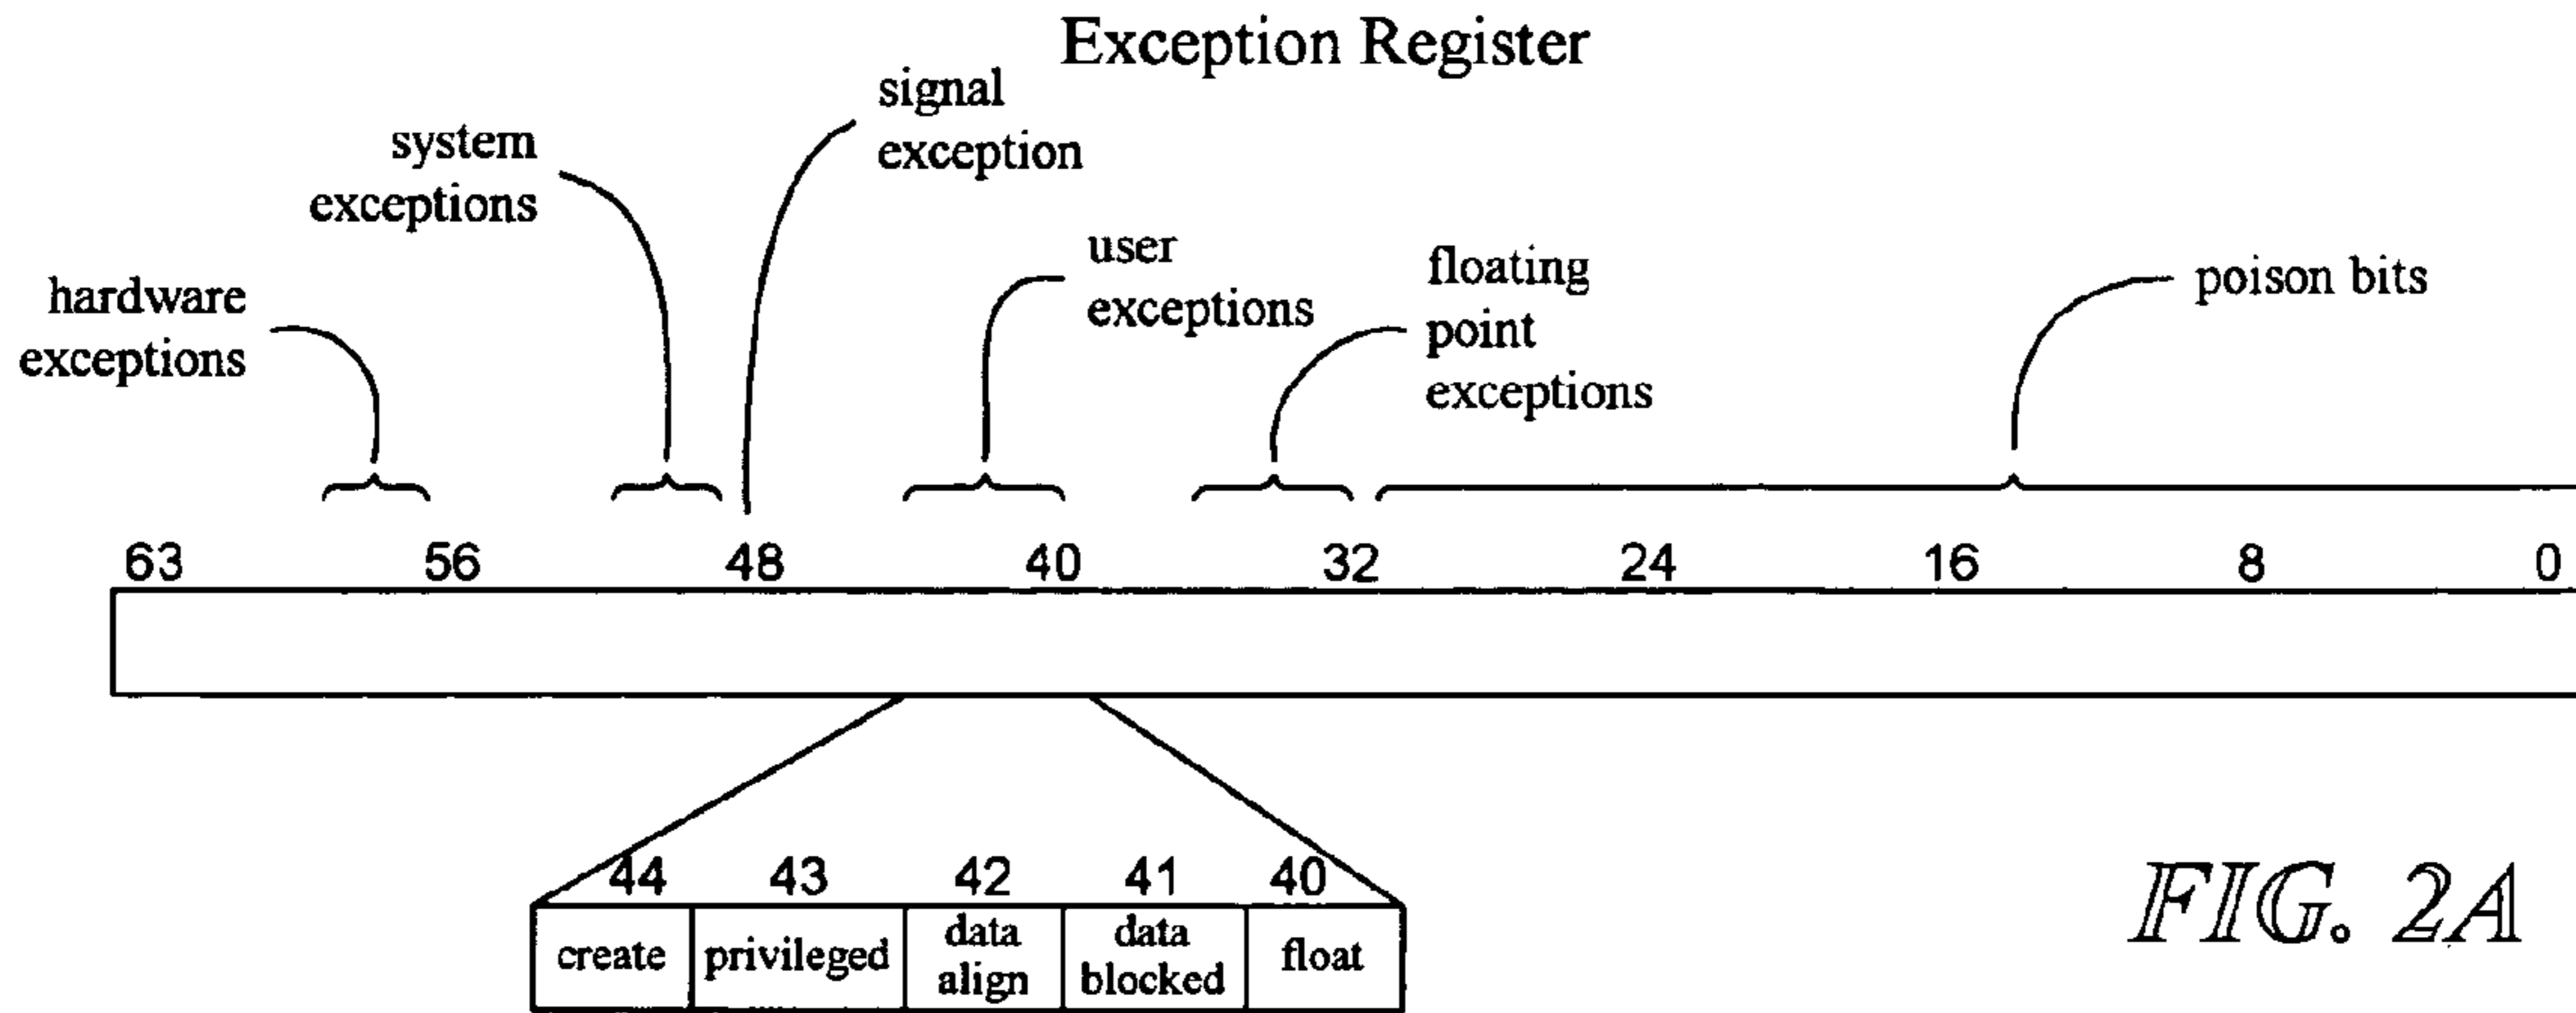 Exception Register
signal
exception
system
exceptions
user
exceptions
floating
point
exceptions
poison bits
hardware
exceptions
63 56 48 40 32 24 16 8 0
44 43 42 41 40
create privileged data align data blocked float
FIG. 2A